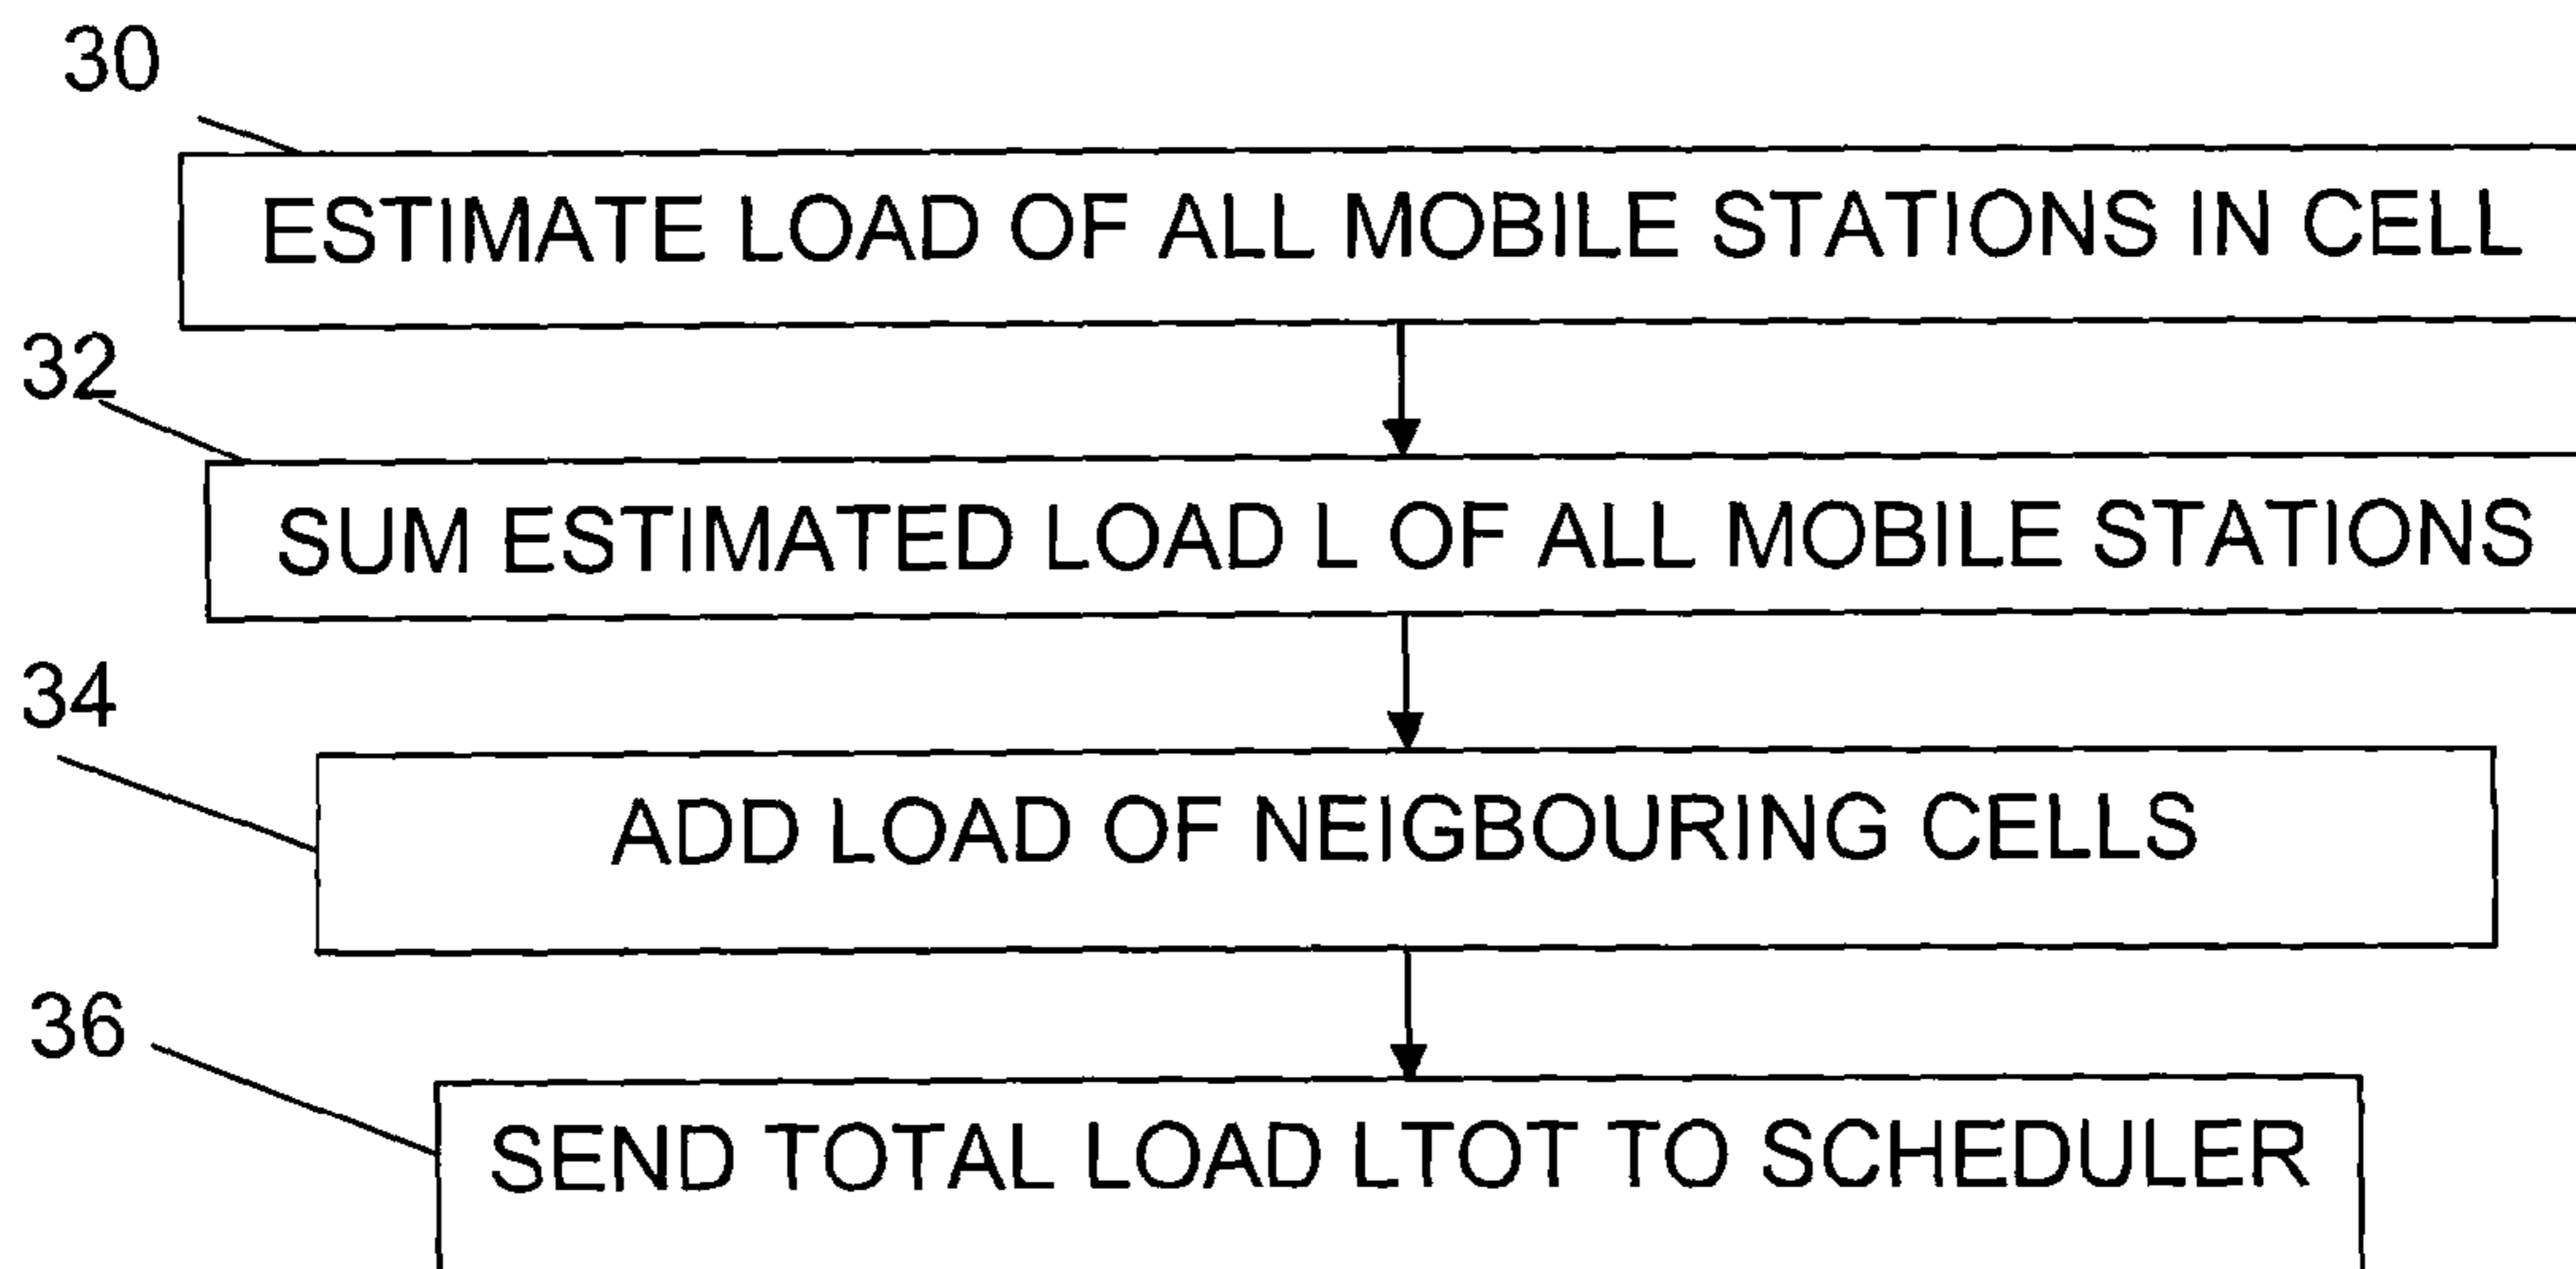 30
ESTIMATE LOAD OF ALL MOBILE STATIONS IN CELL
32
SUM ESTIMATED LOAD L OF ALL MOBILE STATIONS
34
ADD LOAD OF NEIGBOURING CELLS
36
SEND TOTAL LOAD LTOT TO SCHEDULER